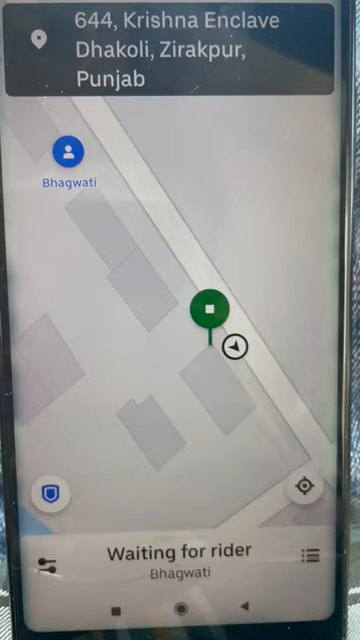 644, Krishna Enclave
Dhakoli, Zirakpur,
Punjab
Bhagwati
Waiting for rider
Bhagwati